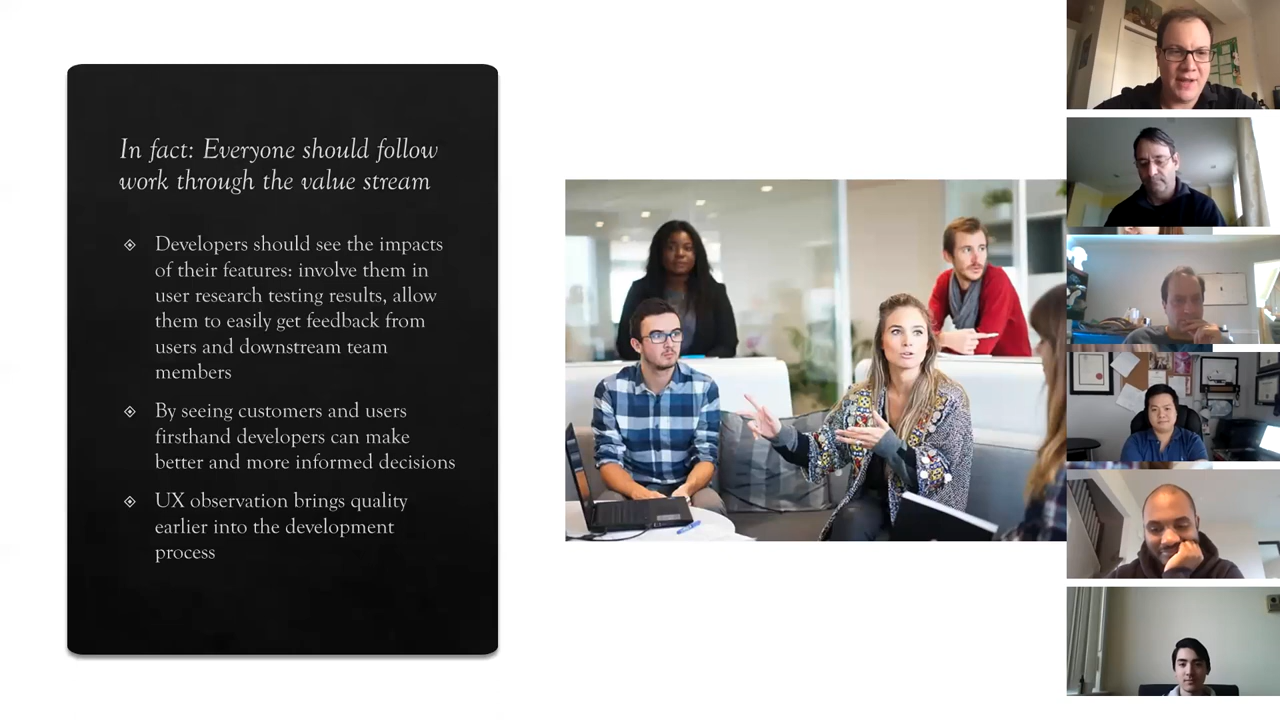 In fact: Everyone should follow
work through the value stream
Developers should see the impacts
of their features: involve them in
user research testing results, allow
them to easily get feedback from
users and downstream team
members
By seeing customers and users
firsthand developers can make
better and more informed decisions
UX observation brings quality
earlier into the development
process